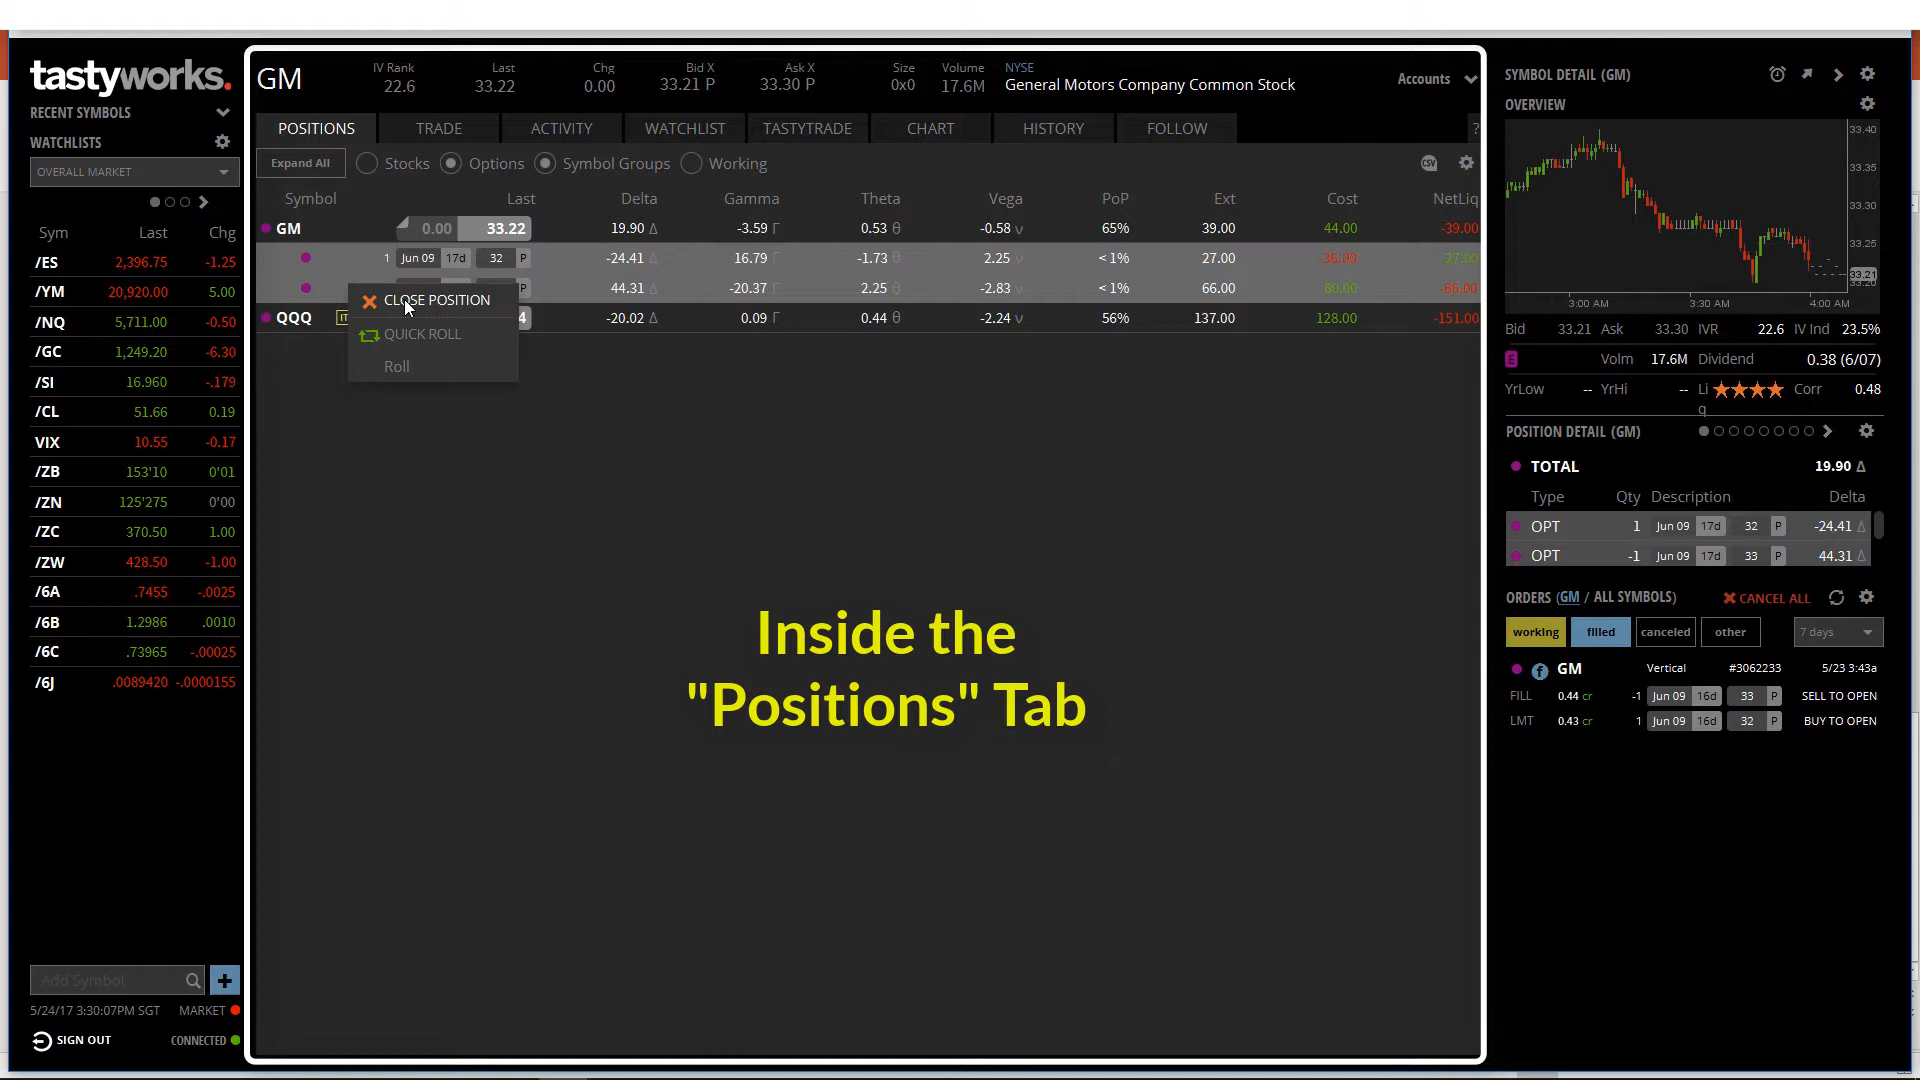 tastyworks.
RECENT SYMBOLS
WATCHLISTS
OVERALL MARKET
Sym Last Chg
/ES 2,396.75 -1.25
/YM 20,920.00 5.00
/NQ 5,711.00 -0.50
/GC 1,249.20 -6.30
/SI 16.960 -.179
/CL 51.66 0.19
VIX 10.55 -0.17
/ZB 153'10 0'01
/ZN 125'275 0'00
/ZC 370.50 1.00
/ZW 428.50 -1.00
/6A .7455 -.0025
/6B 1.2986 .0010
/6C .73965 -.00025
/6J .0089420 -.0000155
Add Symbol
5/24/17 3:30:07PM SGT MARKET
SIGN OUT CONNECTED
GM
IV Rank Last Chg Bid X Ask X Size Volume NYSE
22.6 33.22 0.00 33.21 P 33.30 P 0x0 17.6M General Motors Company Common Stock
Accounts
POSITIONS TRADE ACTIVITY WATCHLIST TASTYTRADE CHART HISTORY FOLLOW ?
Expand All Stocks Options Symbol Groups Working CSV
Symbol Last Delta Gamma Theta Vega PoP Ext Cost NetLiq
GM 0.00 33.22 19.90 Δ -3.59 Γ 0.53 θ -0.58 ν 65% 39.00 44.00 -39.00
1 Jun 09 17d 32 P -24.41 Δ 16.79 Γ -1.73 θ 2.25 ν <1% 27.00 -36.00 27.00
P 44.31 Δ -20.37 Γ 2.25 θ -2.83 ν <1% 66.00 80.00 -66.00
QQQ 4 -20.02 Δ 0.09 Γ 0.44 θ -2.24 ν 56% 137.00 128.00 -151.00
CLOSE POSITION
QUICK ROLL
Roll
Inside the
"Positions" Tab
SYMBOL DETAIL (GM)
OVERVIEW
33.40
33.35
33.30
33.25
33.21
33.20
3:00 AM 3:30 AM 4:00 AM
Bid 33.21 Ask 33.30 IVR 22.6 IV Ind 23.5%
E Volm 17.6M Dividend 0.38 (6/07)
YrLow -- YrHi -- Li
q Corr 0.48
POSITION DETAIL (GM)
TOTAL 19.90 Δ
Type Qty Description Delta
OPT 1 Jun 09 17d 32 P -24.41 Δ
OPT -1 Jun 09 17d 33 P 44.31 Δ
ORDERS (GM / ALL SYMBOLS) CANCEL ALL
working filled canceled other 7 days
f GM Vertical #3062233 5/23 3:43a
FILL 0.44 cr -1 Jun 09 16d 33 P SELL TO OPEN
LMT 0.43 cr 1 Jun 09 16d 32 P BUY TO OPEN